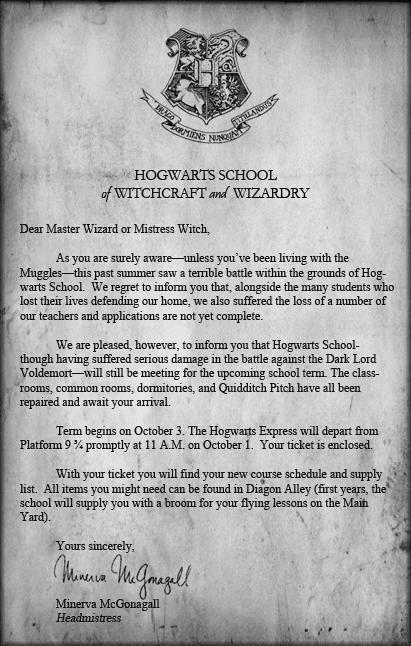 H
DRACO DORMIENS NUNQUAM TITILLANDUS
HOGWARTS SCHOOL
of WITCHCRAFT and WIZARDRY
Dear Master Wizard or Mistress Witch,
As you are surely aware—unless you've been living with the
Muggles—this past summer saw a terrible battle within the grounds of Hog-
warts School. We regret to inform you that, alongside the many students who
lost their lives defending our home, we also suffered the loss of a number of
our teachers and applications are not yet complete.
We are pleased, however, to inform you that Hogwarts School-
though having suffered serious damage in the battle against the Dark Lord
Voldemort—will still be meeting for the upcoming school term. The class-
rooms, common rooms, dormitories, and Quidditch Pitch have all been
repaired and await your arrival.
Term begins on October 3. The Hogwarts Express will depart from
Platform 9 ¾ promptly at 11 A.M. on October 1. Your ticket is enclosed.
With your ticket you will find your new course schedule and supply
list. All items you might need can be found in Diagon Alley (first years, the
school will supply you with a broom for your flying lessons on the Main
Yard).
Yours sincerely,
Minerva McGonagall
Minerva McGonagall
Headmistress